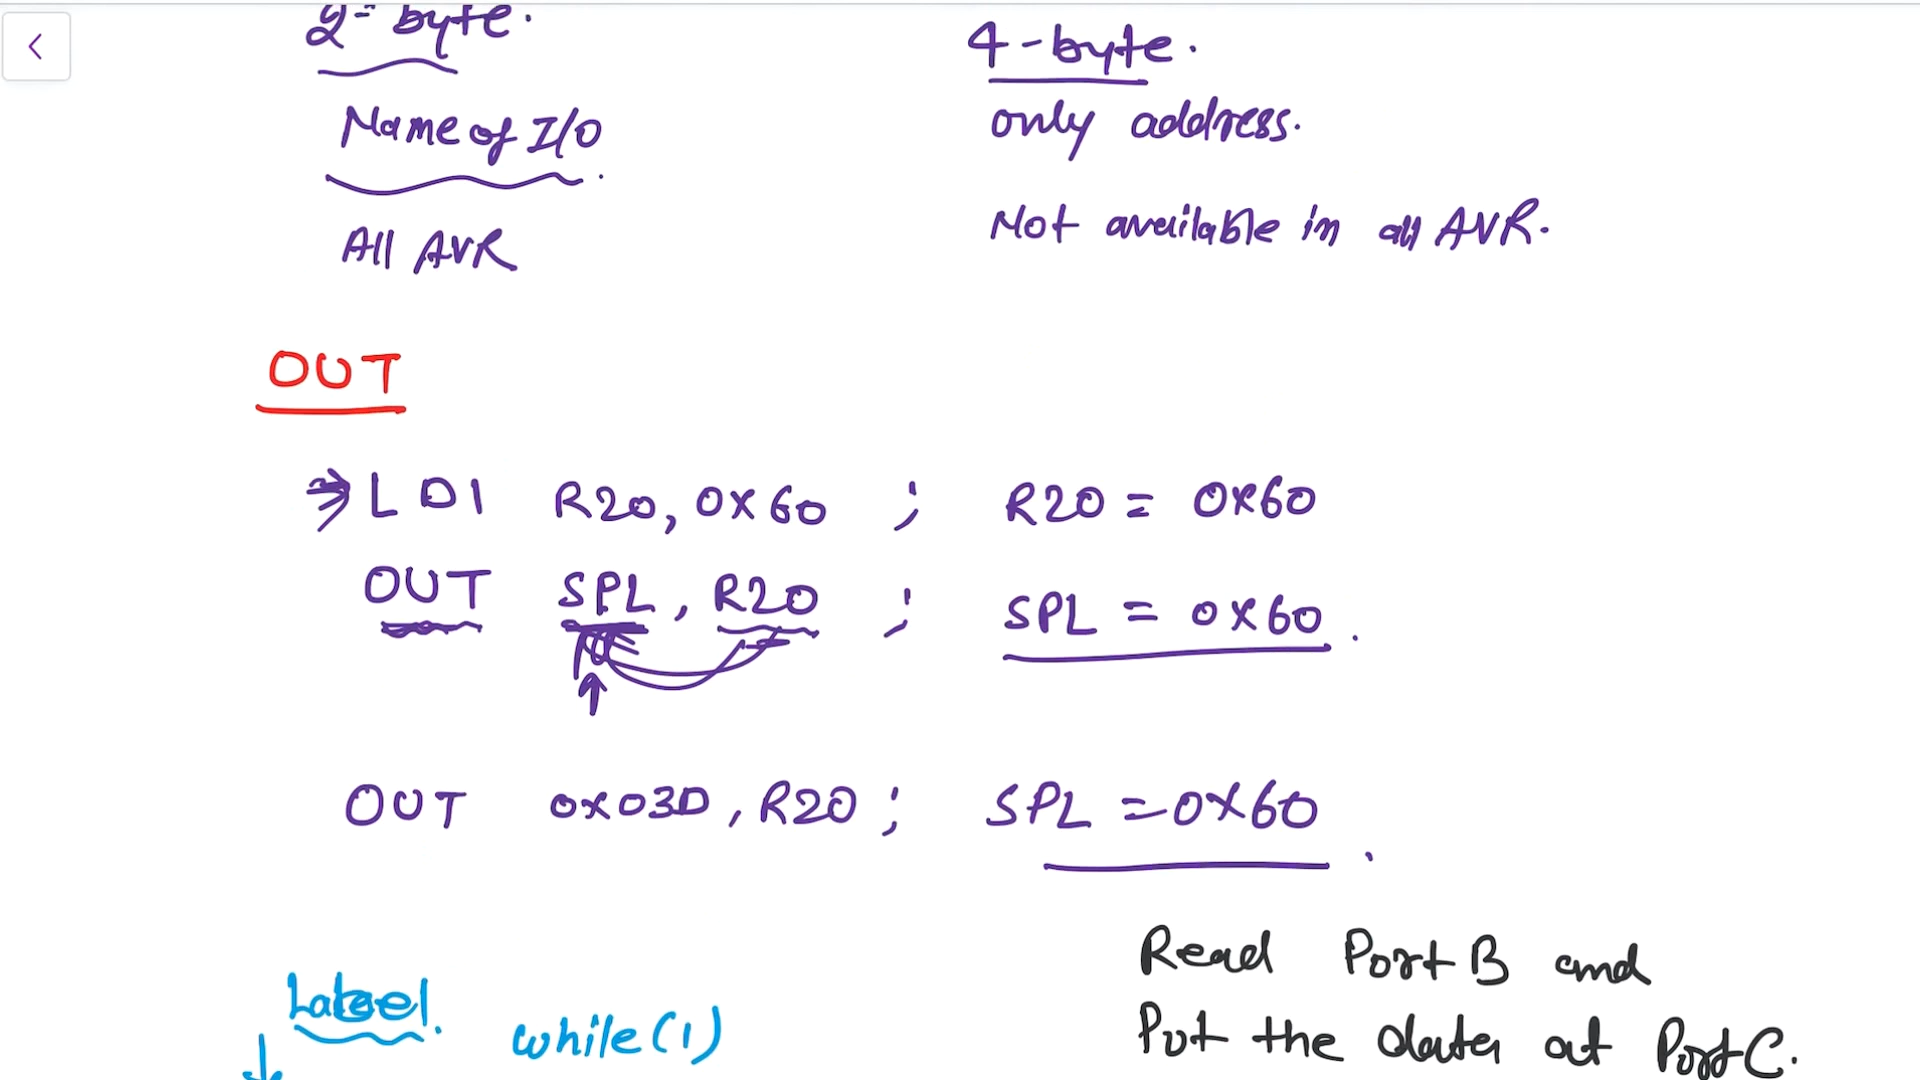 2-byte.
4-byte.
Name of I/O
only address.
All AVR
Not available in all AVR.
OUT
LDI R20, 0x60 ; R20 = 0x60
OUT SPL, R20 ; SPL = 0x60.
OUT 0x03D, R20 ; SPL = 0x60.
Label.
while(1)
Read Port B and
Put the data at Port C.